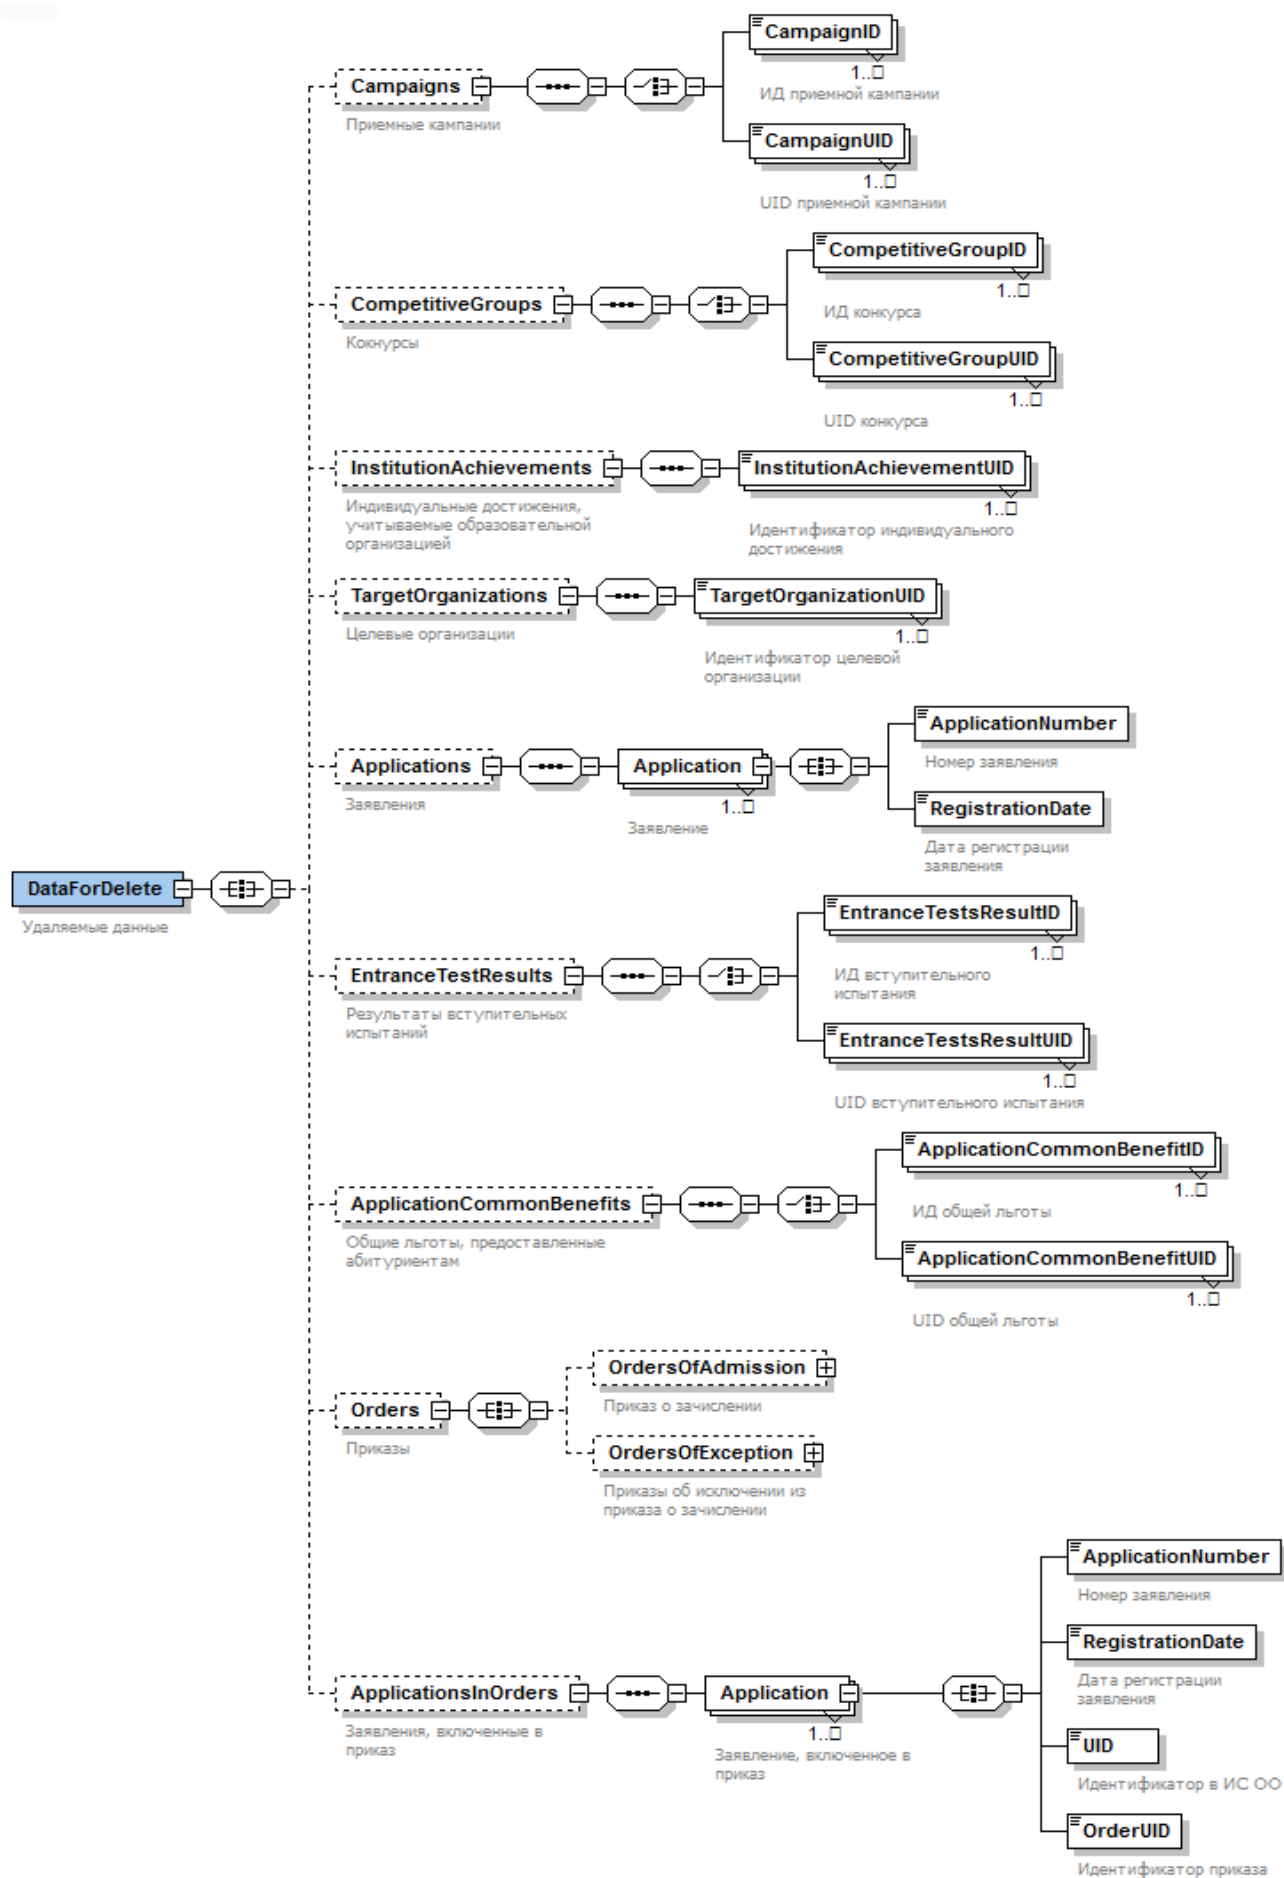 CampaignID
1..□
ИД приемной кампании
Campaigns
Приемные кампании
CampaignUID
1..□
UID приемной кампании
CompetitiveGroupID
1..□
ИД конкурса
CompetitiveGroups
Кокнурсы
CompetitiveGroupUID
1..□
UID конкурса
InstitutionAchievements
Индивидуальные достижения,
учитываемые образовательной
организацией
InstitutionAchievementUID
1..□
Идентификатор индивидуального
достижения
TargetOrganizations
Целевые организации
TargetOrganizationUID
1..□
Идентификатор целевой
организации
ApplicationNumber
Номер заявления
Applications
Заявления
Application
1..□
Заявление
RegistrationDate
Дата регистрации
заявления
DataForDelete
Удаляемые данные
EntranceTestsResultID
1..□
ИД вступительного
испытания
EntranceTestResults
Результаты вступительных
испытаний
EntranceTestsResultUID
1..□
UID вступительного испытания
ApplicationCommonBenefitID
1..□
ИД общей льготы
ApplicationCommonBenefits
Общие льготы, предоставленные
абитуриентам
ApplicationCommonBenefitUID
1..□
UID общей льготы
OrdersOfAdmission
Приказ о зачислении
Orders
Приказы
OrdersOfException
Приказы об исключении из
приказа о зачислении
ApplicationNumber
Номер заявления
RegistrationDate
Дата регистрации
заявления
ApplicationsInOrders
Заявления, включенные в
приказ
Application
1..□
Заявление, включенное в
приказ
UID
Идентификатор в ИС ОО
OrderUID
Идентификатор приказа